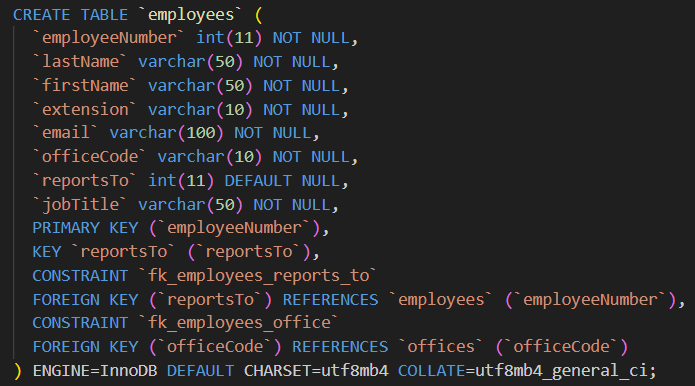 CREATE TABLE `employees` (
  `employeeNumber` int(11) NOT NULL,
  `lastName` varchar(50) NOT NULL,
  `firstName` varchar(50) NOT NULL,
  `extension` varchar(10) NOT NULL,
  `email` varchar(100) NOT NULL,
  `officeCode` varchar(10) NOT NULL,
  `reportsTo` int(11) DEFAULT NULL,
  `jobTitle` varchar(50) NOT NULL,
  PRIMARY KEY (`employeeNumber`),
  KEY `reportsTo` (`reportsTo`),
  CONSTRAINT `fk_employees_reports_to`
  FOREIGN KEY (`reportsTo`) REFERENCES `employees` (`employeeNumber`),
  CONSTRAINT `fk_employees_office`
  FOREIGN KEY (`officeCode`) REFERENCES `offices` (`officeCode`)
) ENGINE=InnoDB DEFAULT CHARSET=utf8mb4 COLLATE=utf8mb4_general_ci;